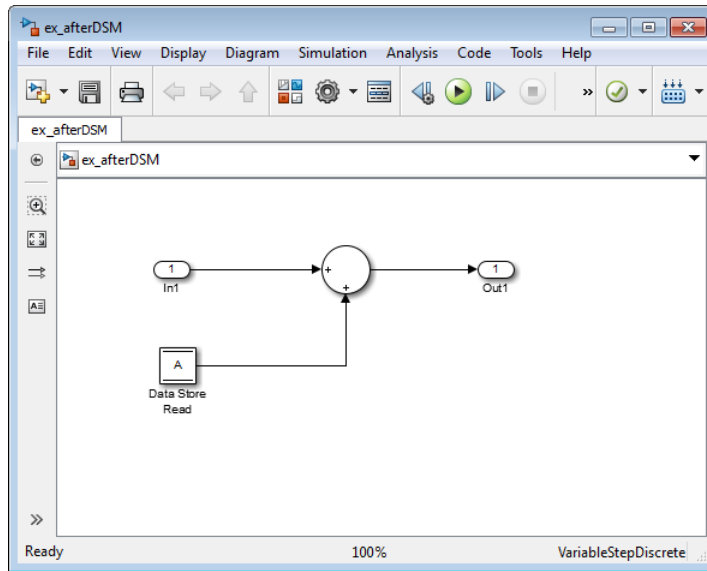 ex_afterDSM
File Edit View Display Diagram Simulation Analysis Code Tools Help
»
ex_afterDSM
ex_afterDSM
A
1
In1
+
+
1
Out1
A
Data Store
Read
»
Ready 100% VariableStepDiscrete